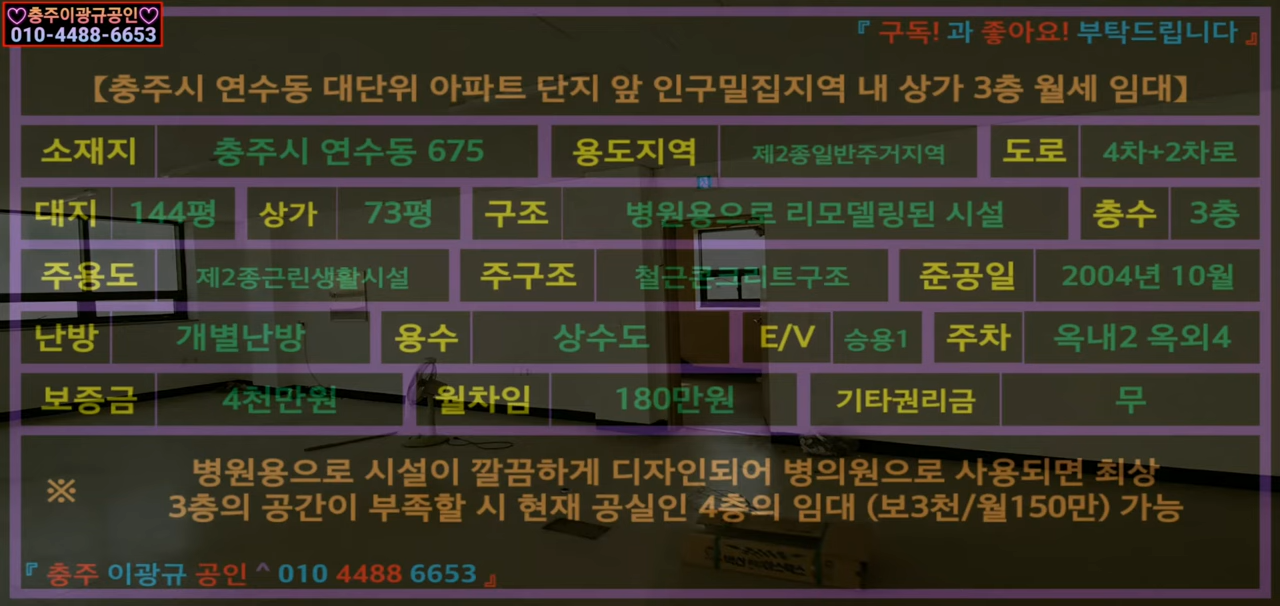 ♡충주이광규공인♡
010-4488-6653
『 구독! 과 좋아요! 부탁드립니다 』
【충주시 연수동 대단위 아파트 단지 앞 인구밀집지역 내 상가 3층 월세 임대】
소재지 충주시 연수동 675 용도지역 제2종일반주거지역 도로 4차+2차로
대지 144평 상가 73평 구조 병원용으로 리모델링된 시설 층수 3층
주용도 제2종근린생활시설 주구조 철근콘크리트구조 준공일 2004년 10월
난방 개별난방 용수 상수도 E/V 승용1 주차 옥내2 옥외4
보증금 4천만원 월차임 180만원 기타권리금 무
※ 병원용으로 시설이 깔끔하게 디자인되어 병의원으로 사용되면 최상
3층의 공간이 부족할 시 현재 공실인 4층의 임대 (보3천/월150만) 가능
『 충주 이광규 공인 ^ 010 4488 6653 』